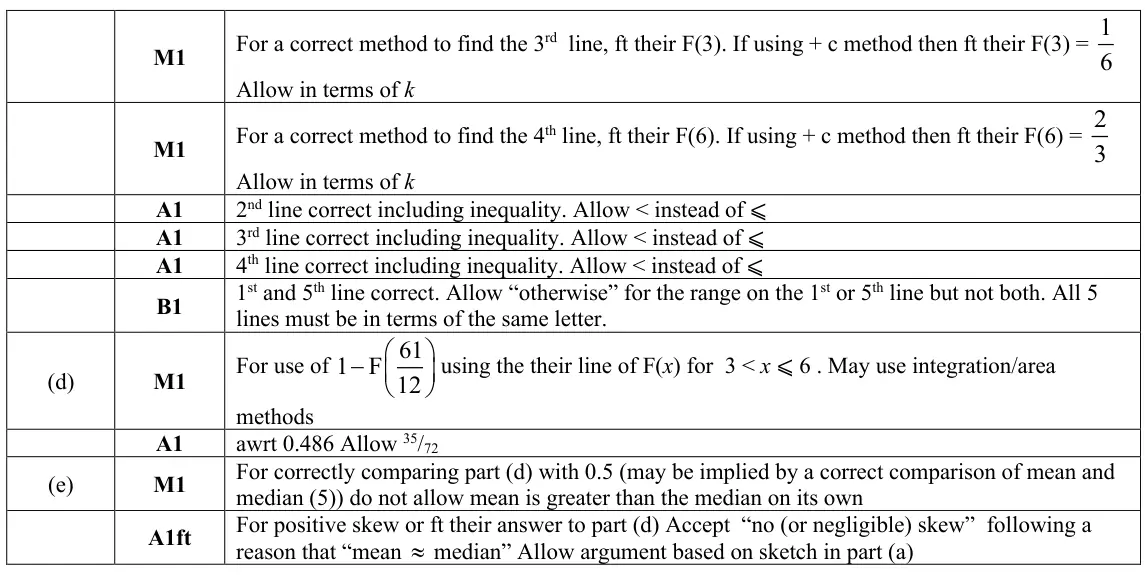 M1 For a correct method to find the 3rd line, ft their F(3). If using + c method then ft their F(3) = 1/6
Allow in terms of k
M1 For a correct method to find the 4th line, ft their F(6). If using + c method then ft their F(6) = 2/3
Allow in terms of k
A1 2nd line correct including inequality. Allow < instead of ⩽
A1 3rd line correct including inequality. Allow < instead of ⩽
A1 4th line correct including inequality. Allow < instead of ⩽
B1 1st and 5th line correct. Allow “otherwise” for the range on the 1st or 5th line but not both. All 5
lines must be in terms of the same letter.
(d) M1 For use of 1 − F(61/12) using the their line of F(x) for 3 < x ⩽ 6 . May use integration/area
methods
A1 awrt 0.486 Allow 35/72
(e) M1 For correctly comparing part (d) with 0.5 (may be implied by a correct comparison of mean and
median (5)) do not allow mean is greater than the median on its own
A1ft For positive skew or ft their answer to part (d) Accept “no (or negligible) skew” following a
reason that “mean ≈ median” Allow argument based on sketch in part (a)